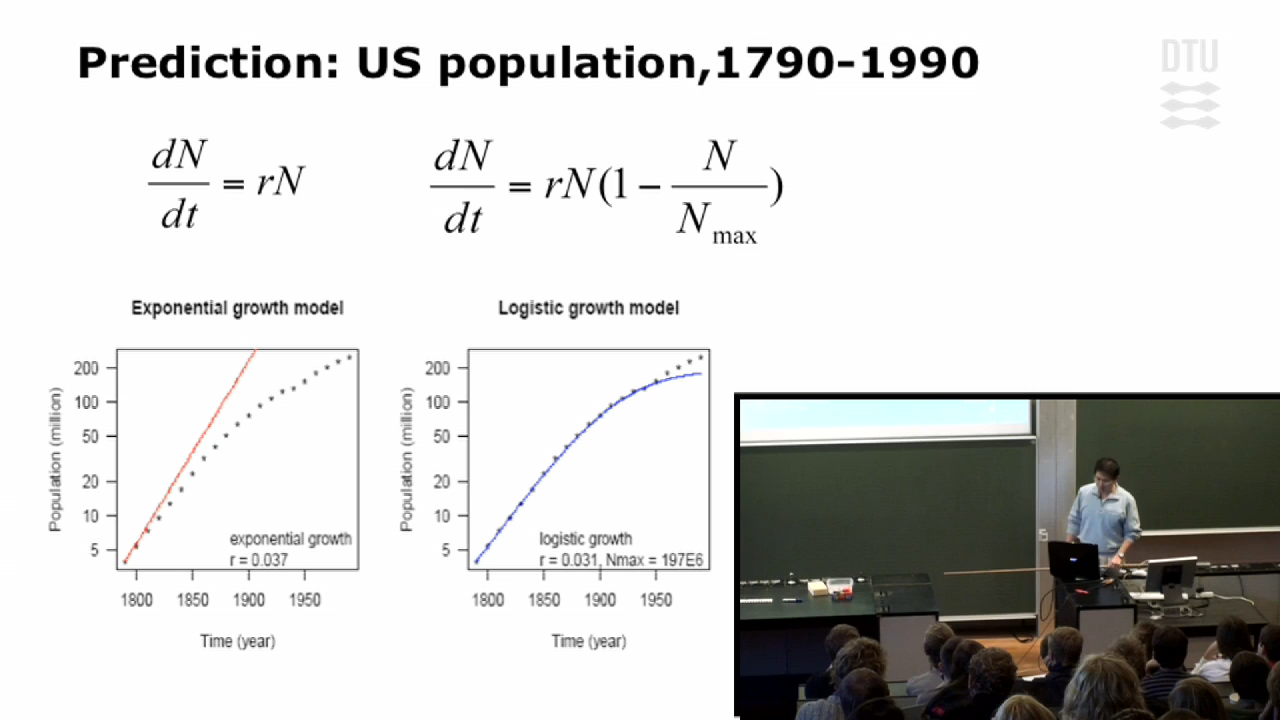 Prediction: US population,1790-1990
DTU
dN/dt = rN
dN/dt = rN(1 − N/Nmax)
Exponential growth model
Population (million)
200
100
50
20
10
5
exponential growth
r = 0.037
1800 1850 1900 1950
Time (year)
Logistic growth model
Population (million)
200
100
50
20
10
5
logistic growth
r = 0.031, Nmax = 197E6
1800 1850 1900 1950
Time (year)